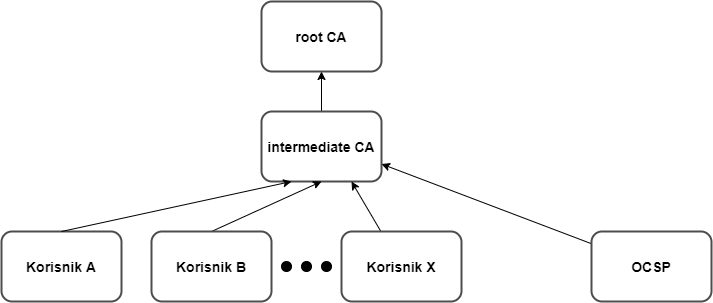 root CA
intermediate CA
Korisnik A
Korisnik B
Korisnik X
OCSP